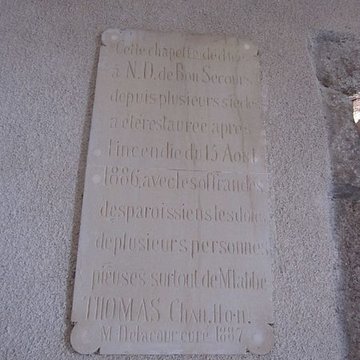 Cette chapelle dédiée
à N.D. de Bon Secours
depuis plusieurs siècles
a été restaurée après
l'incendie du 15 Août
1886, avec les offrandes
des paroissiens les dons
de plusieurs personnes
pieuses surtout de M. l'abbé
THOMAS Chan. Hon.
M. Delacour curé 1887.